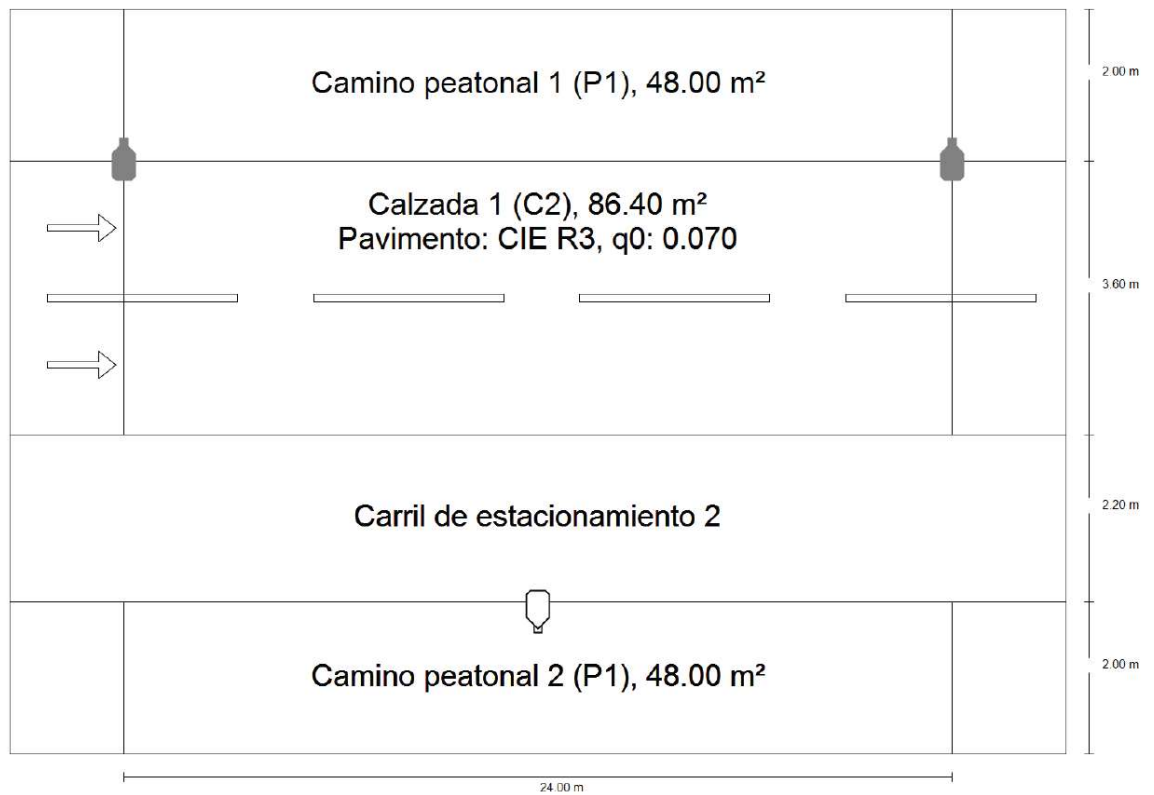 Camino peatonal 1 (P1), 48.00 m²
2.00 m
Calzada 1 (C2), 86.40 m²
Pavimento: CIE R3, q0: 0.070
3.60 m
Carril de estacionamiento 2
2.20 m
Camino peatonal 2 (P1), 48.00 m²
2.00 m
24.00 m